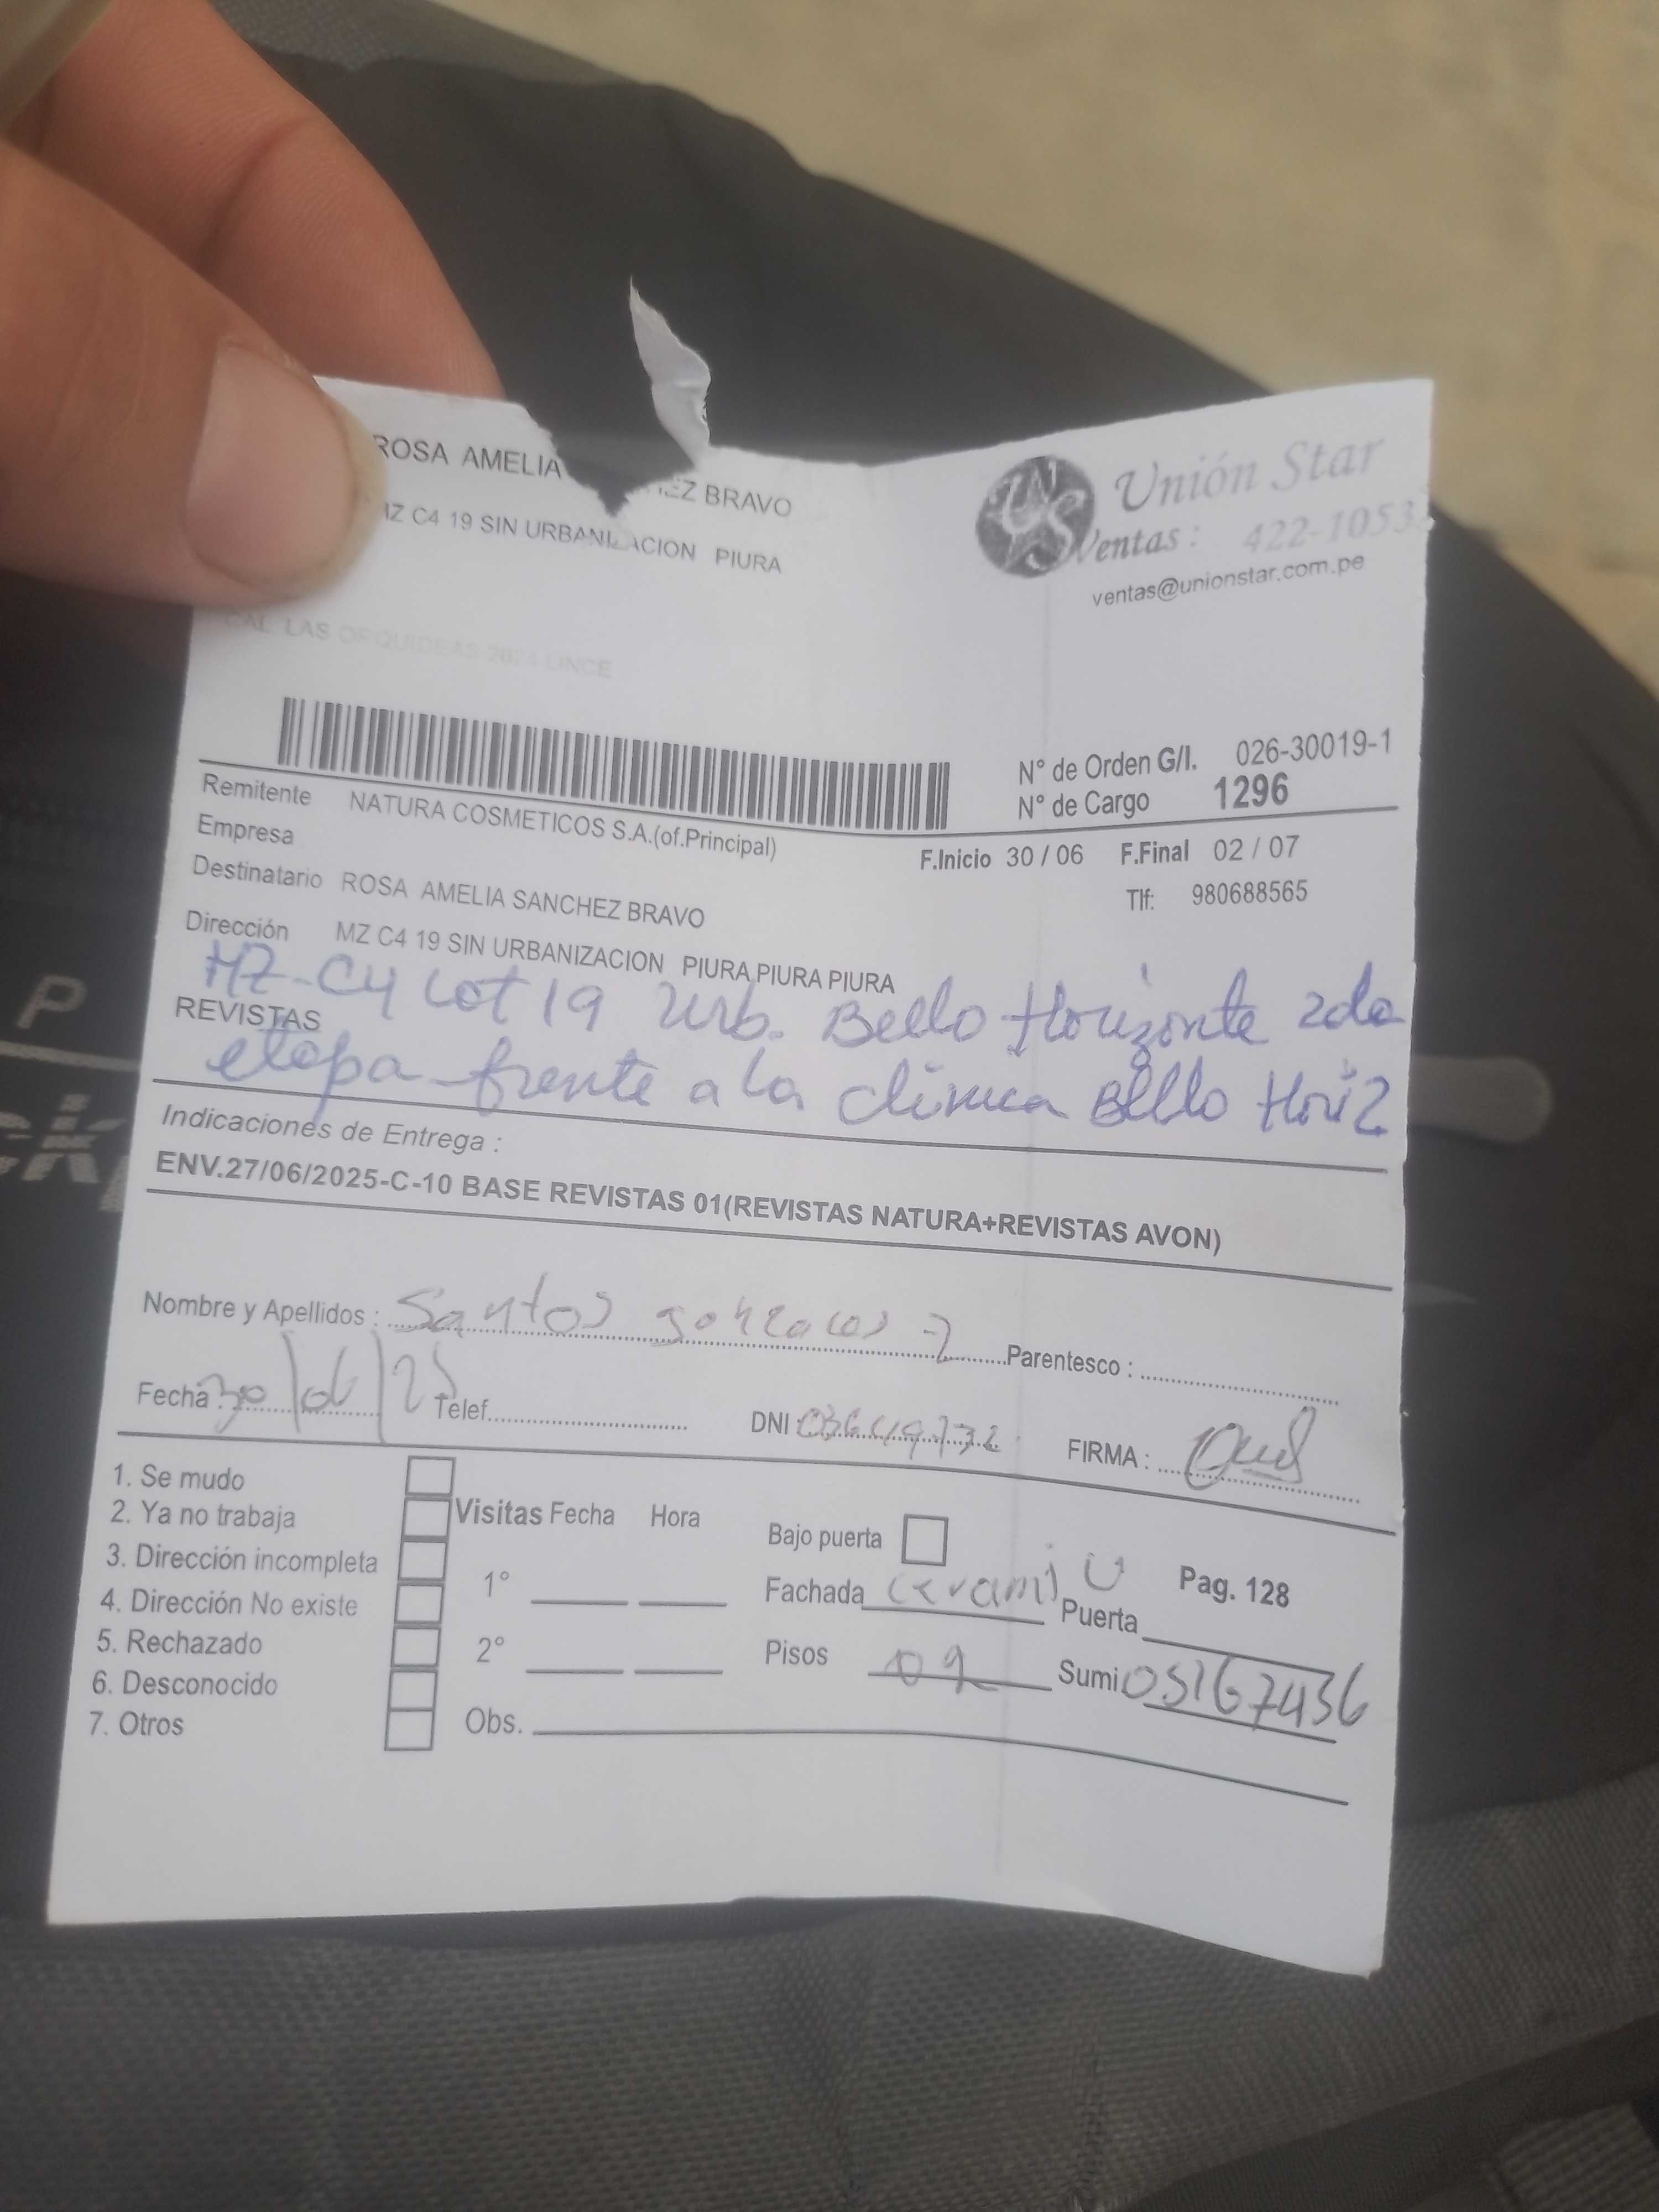 ROSA AMELIA EZ BRAVO
MZ C4 19 SIN URBANIZACION PIURA
CAL LAS ORQUIDEAS LINCE
Unión Star
Ventas : 422-1053
ventas@unionstar.com.pe
N° de Orden G/I. 026-30019-1
N° de Cargo 1296
Remitente NATURA COSMETICOS S.A.(of.Principal)
Empresa
F.Inicio 30 / 06 F.Final 02 / 07
Destinatario ROSA AMELIA SANCHEZ BRAVO
Tlf: 980688565
Dirección MZ C4 19 SIN URBANIZACION PIURA PIURA PIURA
MZ-C4 Lot 19 Urb. Bello Horizonte 2da
REVISTAS
etapa frente a la clinica Bello Horiz
Indicaciones de Entrega :
ENV.27/06/2025-C-10 BASE REVISTAS 01(REVISTAS NATURA+REVISTAS AVON)
Nombre y Apellidos : Santos Parentesco :
Fecha : 30/06/25 Telef. DNI : FIRMA :
1. Se mudo
2. Ya no trabaja
3. Dirección incompleta
4. Dirección No existe
5. Rechazado
6. Desconocido
7. Otros
Visitas Fecha Hora
1°
2°
Obs.
Bajo puerta
Fachada Puerta
Pag. 128
Pisos Sumi 05167436
P